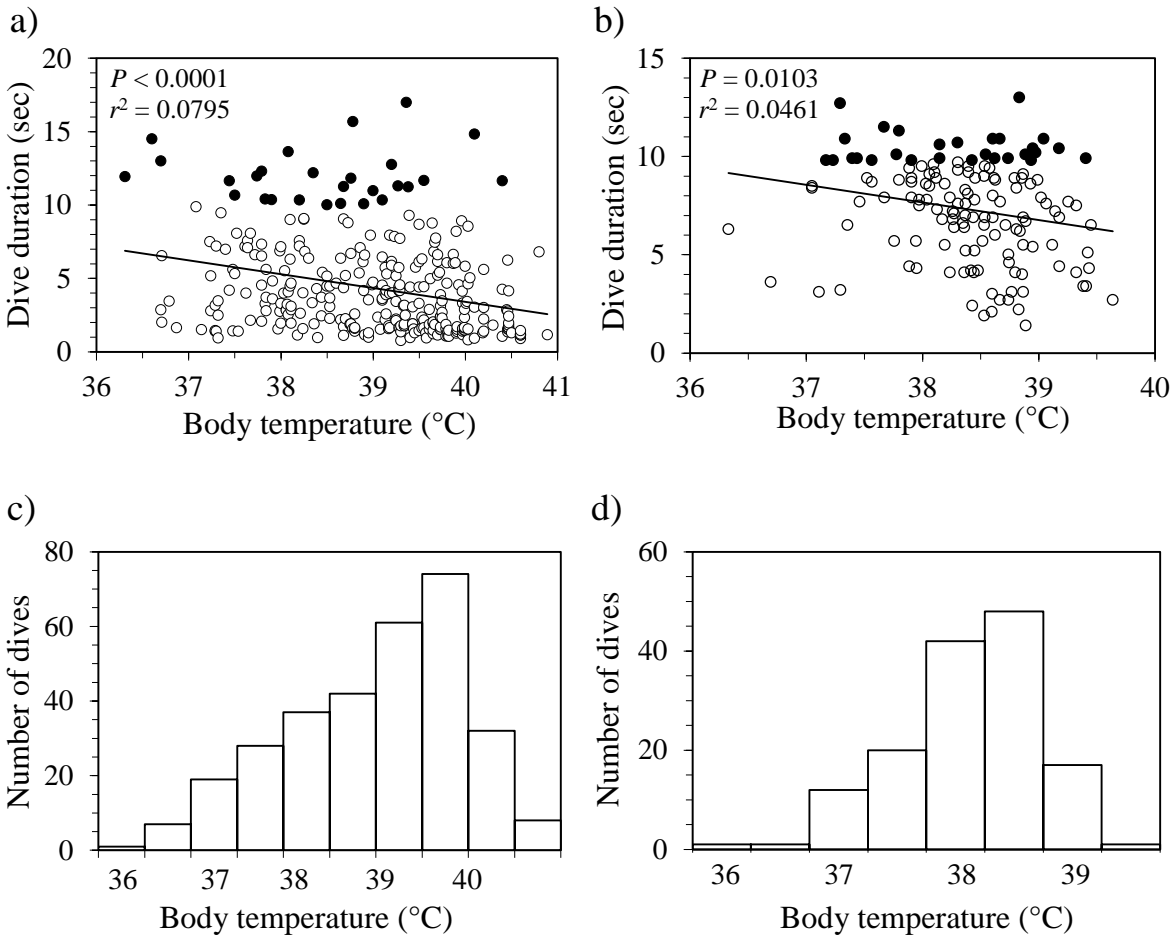 a)
P < 0.0001
r² = 0.0795
Dive duration (sec)
20
15
10
5
0
36 37 38 39 40 41
Body temperature (°C)
b)
P = 0.0103
r² = 0.0461
Dive duration (sec)
15
10
5
0
36 37 38 39 40
Body temperature (°C)
c)
Number of dives
80
60
40
20
0
36 37 38 39 40
Body temperature (°C)
d)
Number of dives
60
40
20
0
36 37 38 39
Body temperature (°C)